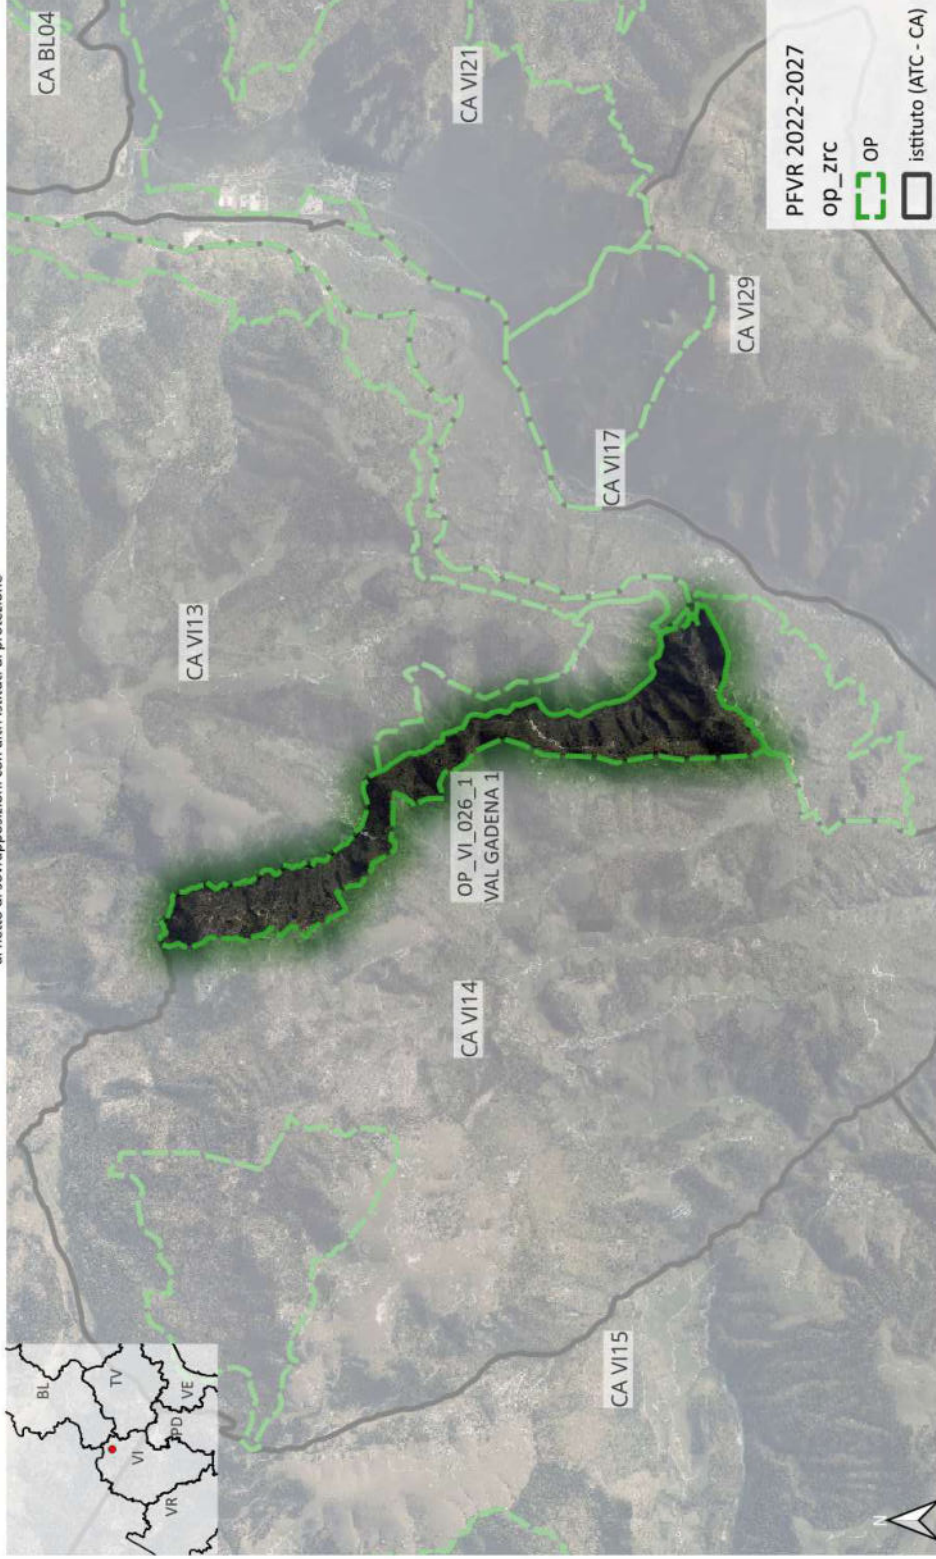 BL
TV
VE
PD
VI
VR
CA BL04
CA VI21
CA VI13
CA VI29
CA VI17
OP_VI_026_1
VAL GADENA 1
CA VI14
CA VI15
N
PFVR 2022-2027
op_zrc
OP
istituto (ATC - CA)